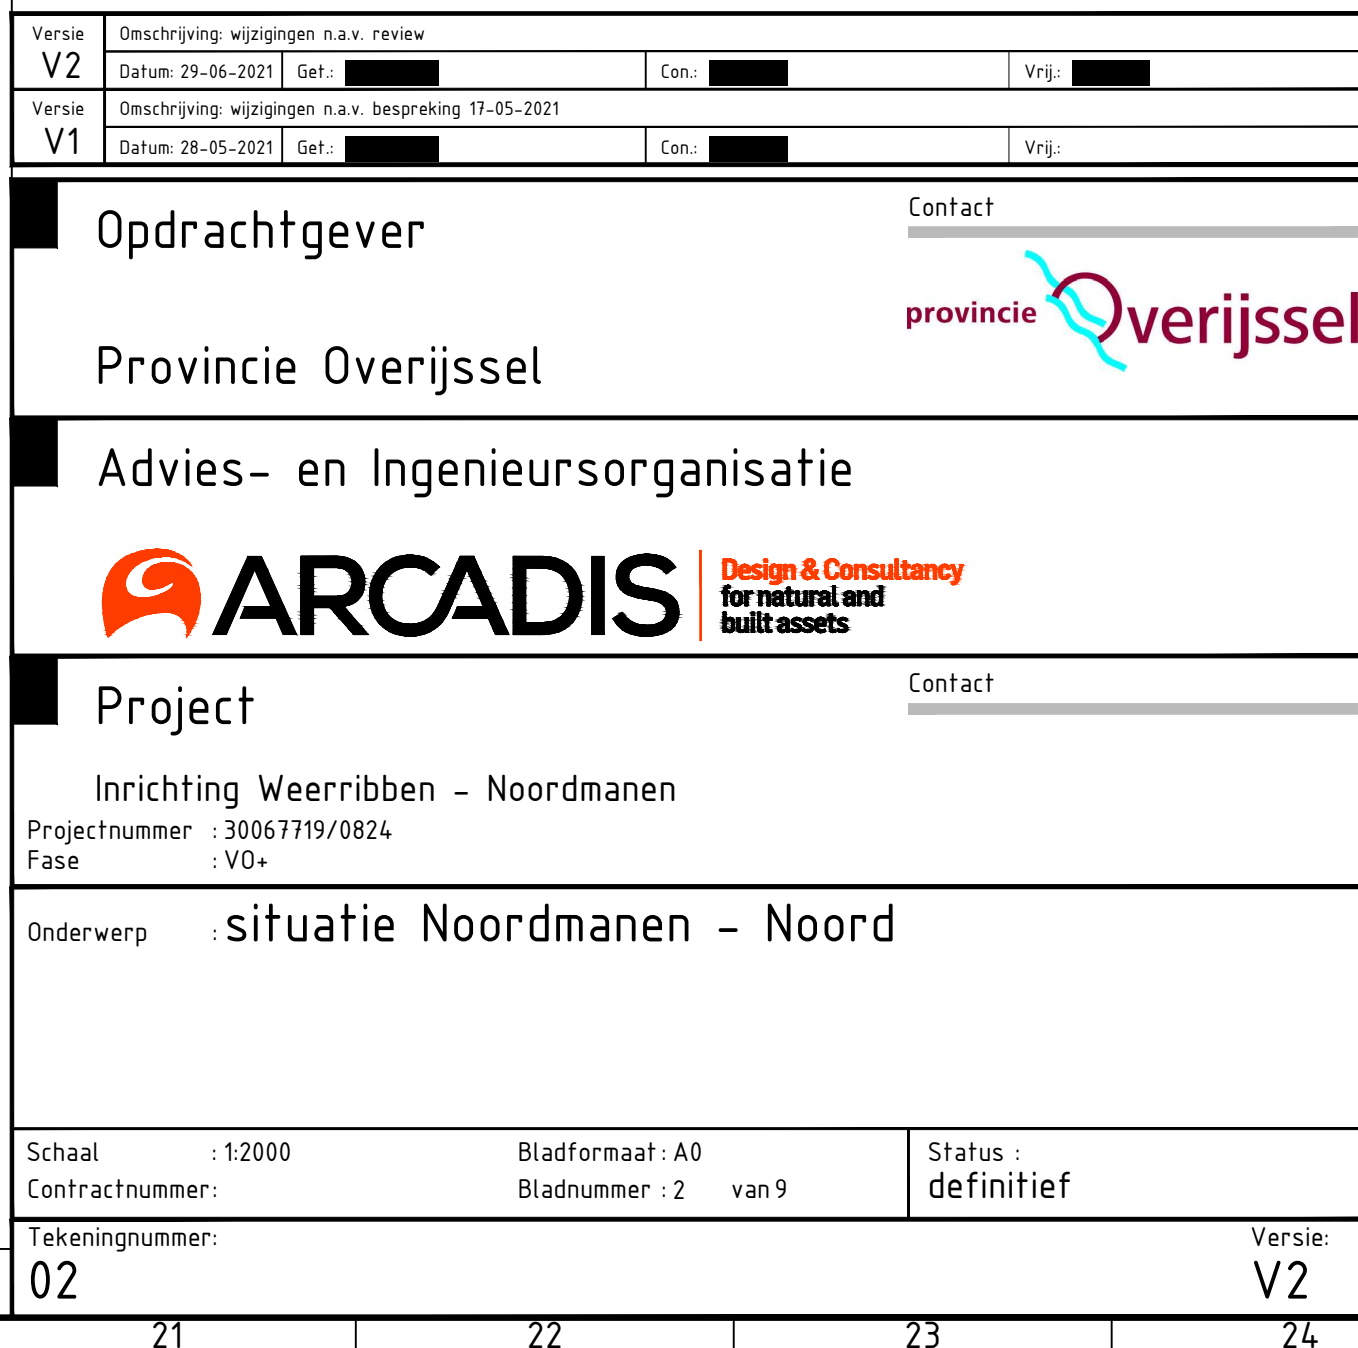 Versie Omschrijving: wijzigingen n.a.v. review
V2 Datum: 29-06-2021 Get.: Con.: Vrij.:
Versie Omschrijving: wijzigingen n.a.v. bespreking 17-05-2021
V1 Datum: 28-05-2021 Get.: Con.: Vrij.:
Opdrachtgever
Contact
provincie Overijssel
Provincie Overijssel
Advies- en Ingenieursorganisatie
ARCADIS
Design & Consultancy
for natural and
built assets
Project
Contact
Inrichting Weerribben - Noordmanen
Projectnummer : 30067719/0824
Fase : VO+
Onderwerp : situatie Noordmanen - Noord
Schaal : 1:2000 Bladformaat : A0 Status :
Contractnummer: Bladnummer : 2 van 9 definitief
Tekeningnummer: Versie:
02 V2
21 22 23 24